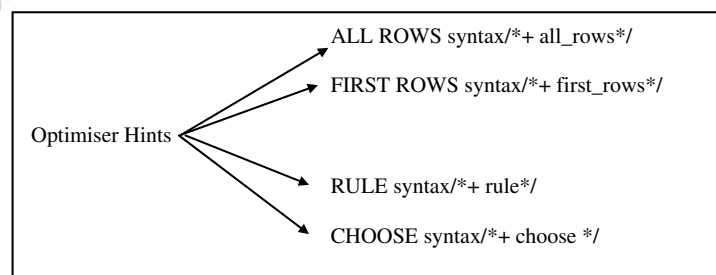 ALL ROWS syntax/*+ all_rows*/
FIRST ROWS syntax/*+ first_rows*/
Optimiser Hints
RULE syntax/*+ rule*/
CHOOSE syntax/*+ choose */